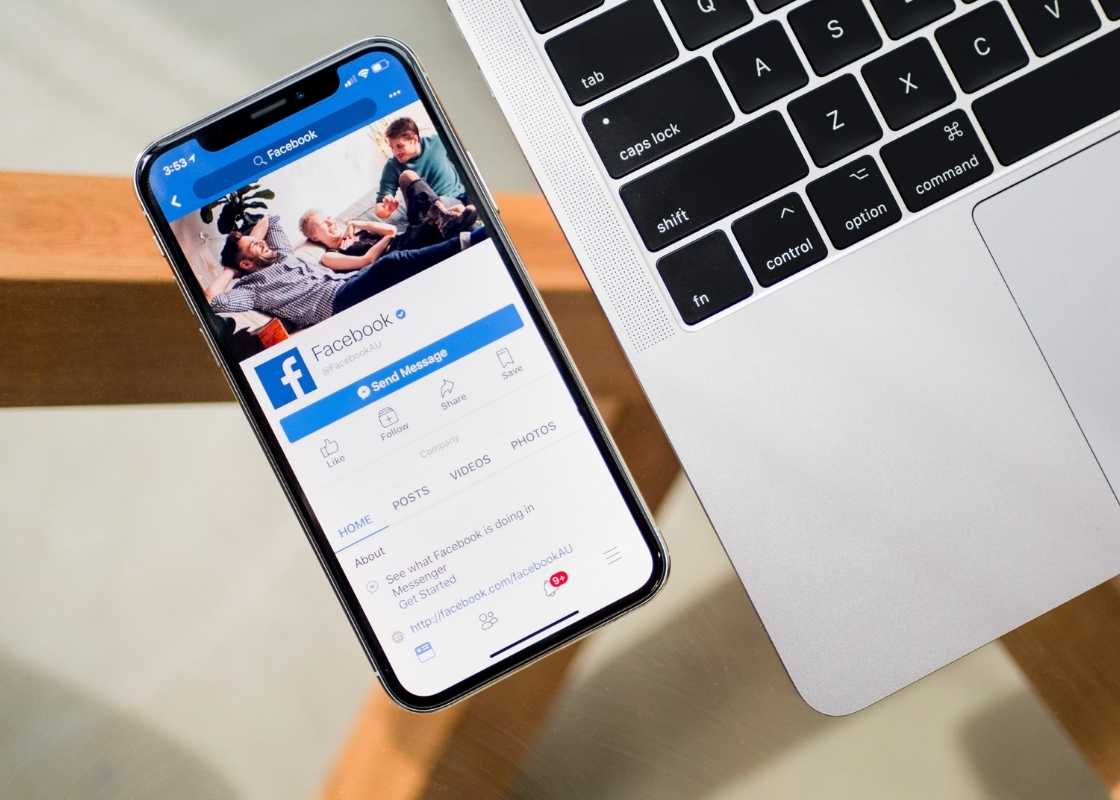 3:53
Facebook
f
Facebook
@FacebookAU
Send Message
Like
Follow
Share
Save
Company
HOME
POSTS
VIDEOS
PHOTOS
About
See what Facebook is doing in
Messenger
Get Started
http://facebook.com/facebookAU
9+
tab
Q
caps lock
A
S
shift
Z
X
C
V
fn
control
option
command